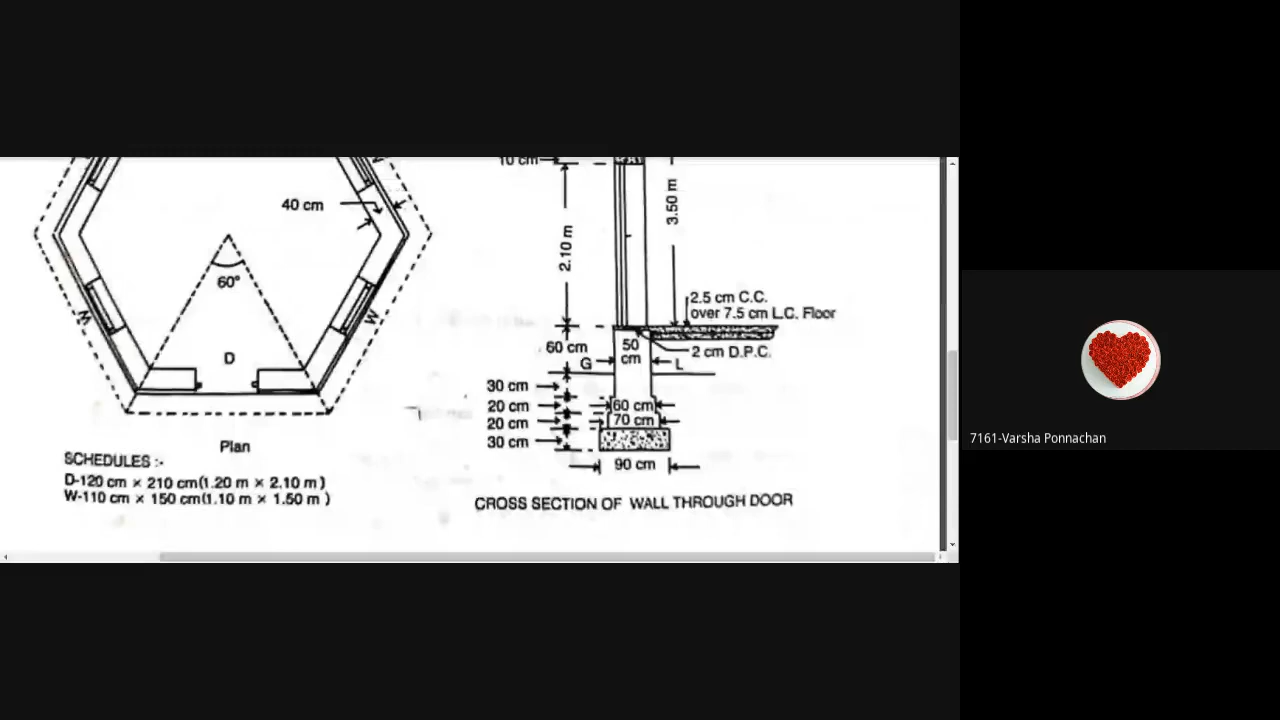 10 cm
40 cm
3.50 m
2.10 m
60°
2.5 cm C.C.
over 7.5 cm L.C. Floor
W
W
60 cm
50
cm
2 cm D.P.C.
D
G
L
30 cm
20 cm
60 cm
20 cm
70 cm
30 cm
Plan
90 cm
SCHEDULES :-
D-120 cm × 210 cm(1.20 m × 2.10 m)
W-110 cm × 150 cm(1.10 m × 1.50 m)
CROSS SECTION OF WALL THROUGH DOOR
7161-Varsha Ponnachan